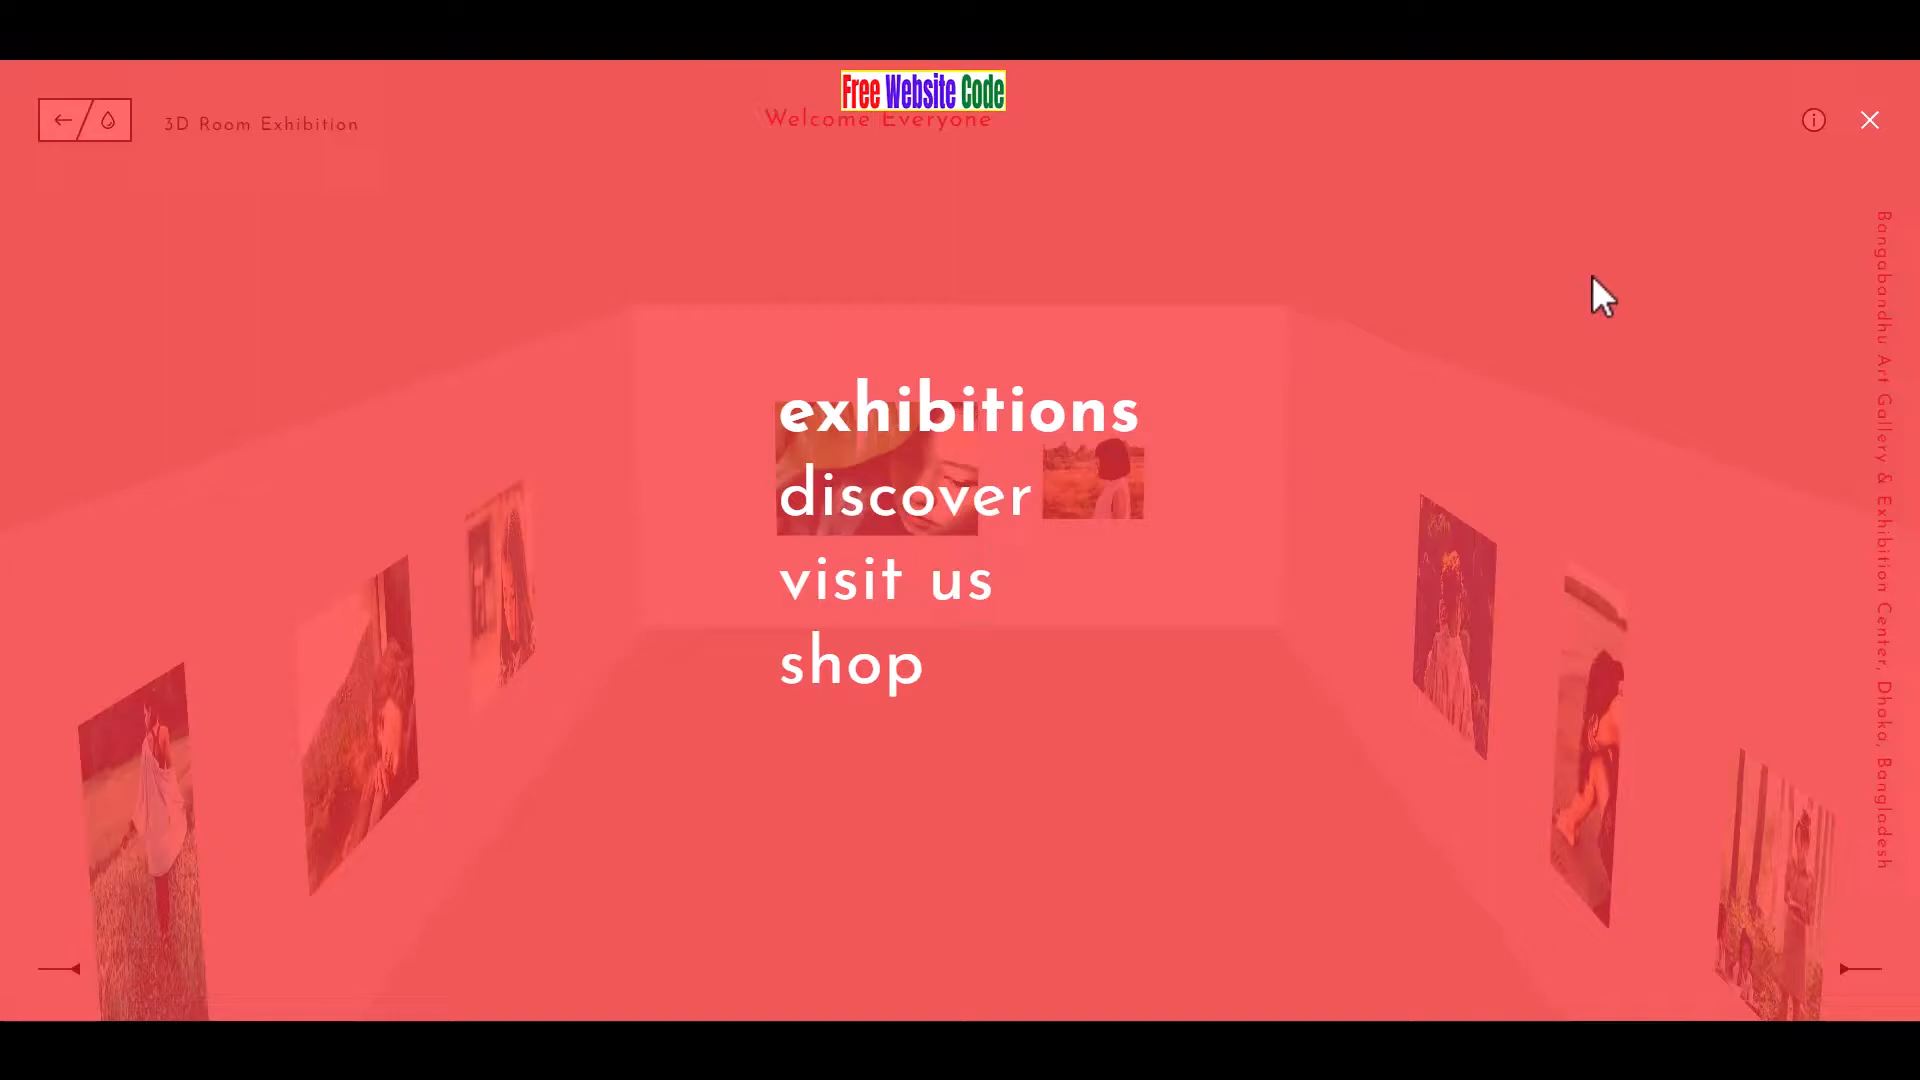 Free Website Code
3D Room Exhibition
Welcome Everyone
exhibitions
discover
visit us
shop
Bangabandhu Art Gallery & Exhibition Center, Dhaka, Bangladesh